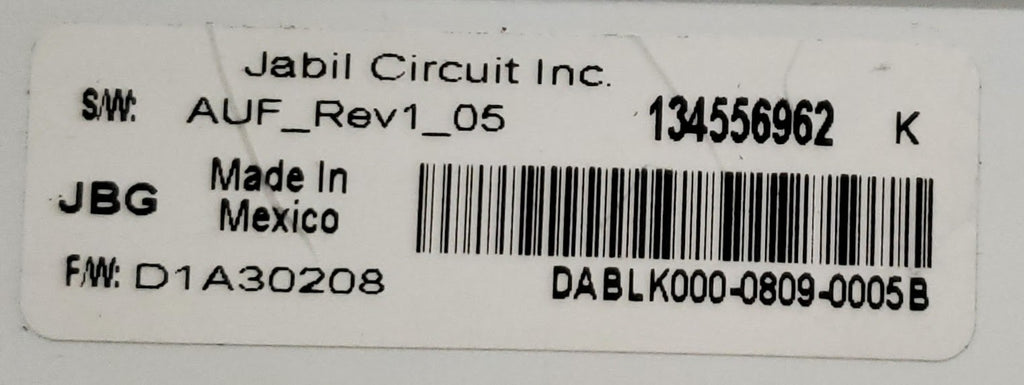 Jabil Circuit Inc.
S/W: AUF_Rev1_05 134556962 K
JBG Made In
Mexico
F/W: D1A30208
DABLK000-0809-0005B